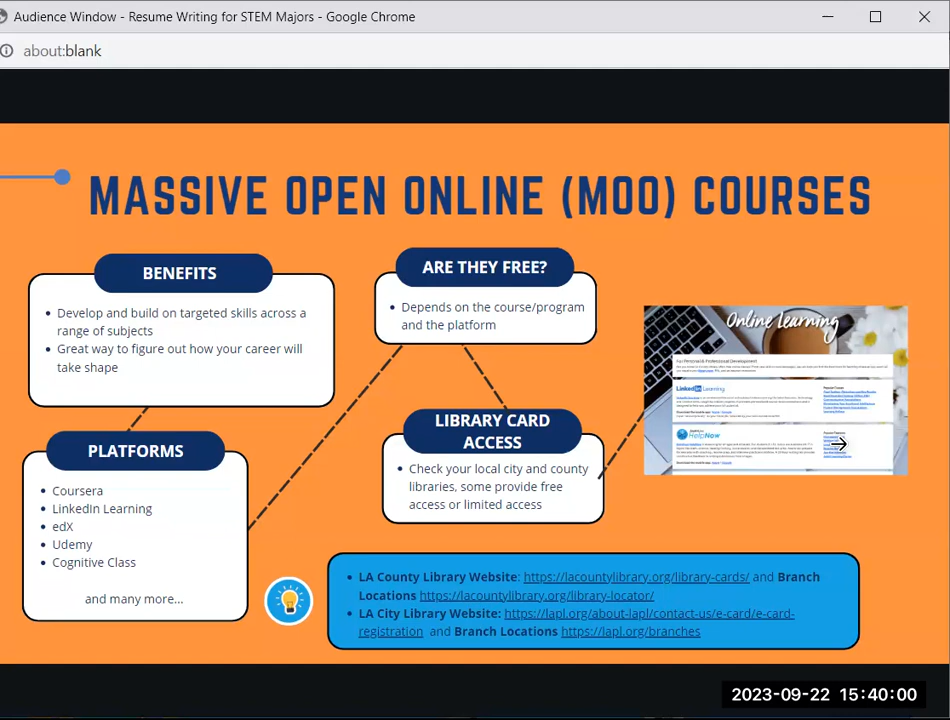 Audience Window - Resume Writing for STEM Majors - Google Chrome
about:blank
MASSIVE OPEN ONLINE (MOO) COURSES
BENEFITS
• Develop and build on targeted skills across a
range of subjects
• Great way to figure out how your career will
take shape
ARE THEY FREE?
• Depends on the course/program
and the platform
PLATFORMS
• Coursera
• LinkedIn Learning
• edX
• Udemy
• Cognitive Class
and many more...
LIBRARY CARD
ACCESS
• Check your local city and county
libraries, some provide free
access or limited access
Online Learning
For Personal & Professional Development
LinkedIn Learning
HelpNow
• LA County Library Website: https://lacountylibrary.org/library-cards/ and Branch
Locations https://lacountylibrary.org/library-locator/
• LA City Library Website: https://lapl.org/about-lapl/contact-us/e-card/e-card-
registration and Branch Locations https://lapl.org/branches
2023-09-22 15:40:00